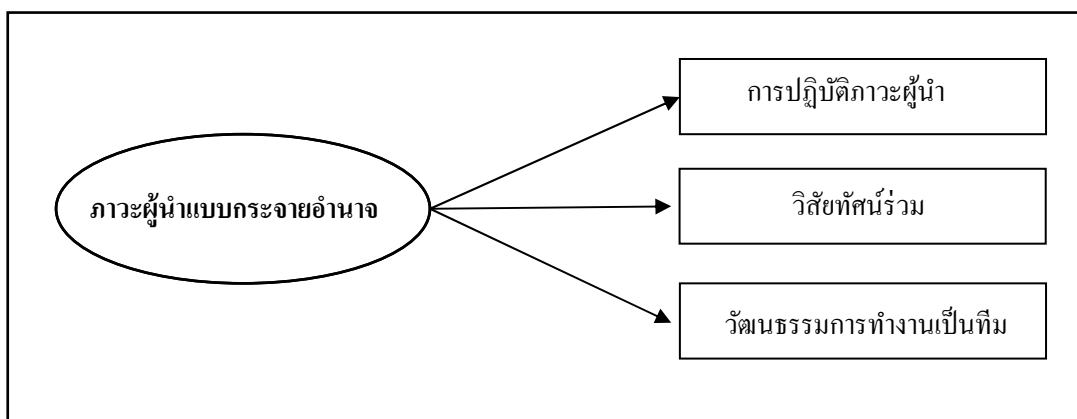 การปฏิบัติภาวะผู้นำ
ภาวะผู้นำแบบกระจายอำนาจ
วิสัยทัศน์ร่วม
วัฒนธรรมการทำงานเป็นทีม